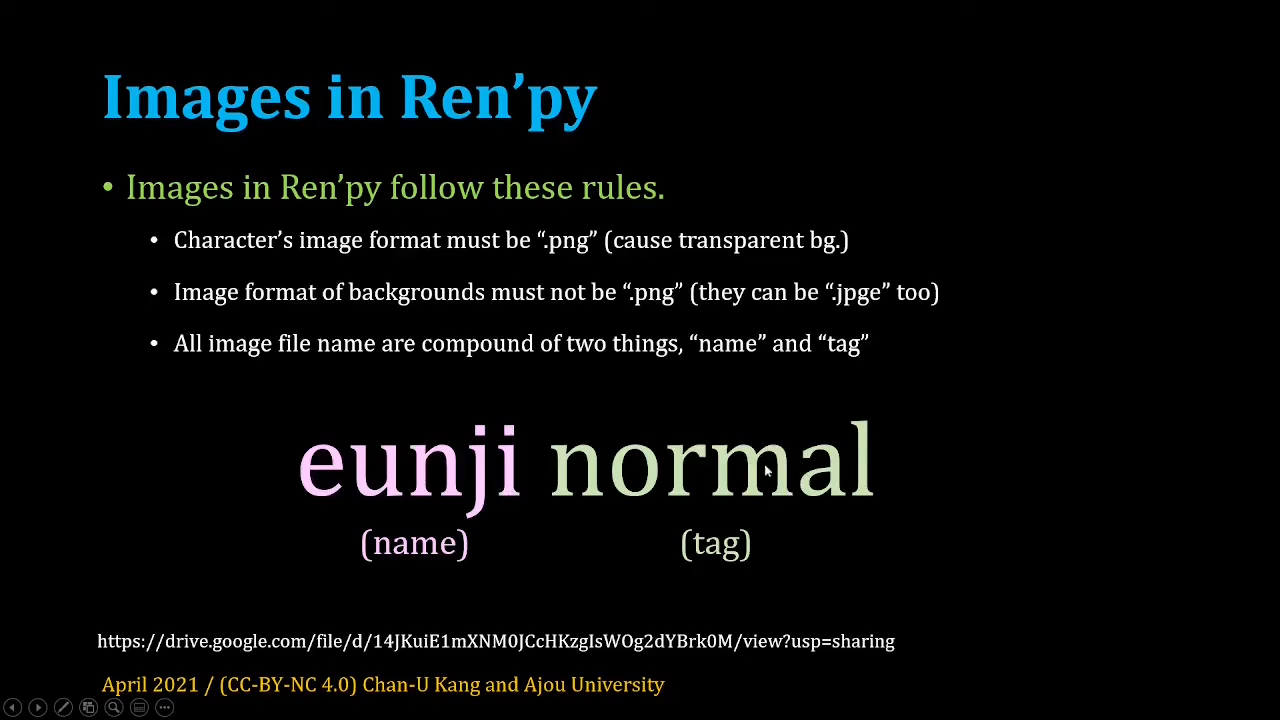 Images in Ren’py
• Images in Ren’py follow these rules.
• Character’s image format must be “.png” (cause transparent bg.)
• Image format of backgrounds must not be “.png” (they can be “.jpge” too)
• All image file name are compound of two things, “name” and “tag”
eunji normal
(name) (tag)
https://drive.google.com/file/d/14JKuiE1mXNM0JCcHKzgIsWOg2dYBrk0M/view?usp=sharing
April 2021 / (CC-BY-NC 4.0) Chan-U Kang and Ajou University